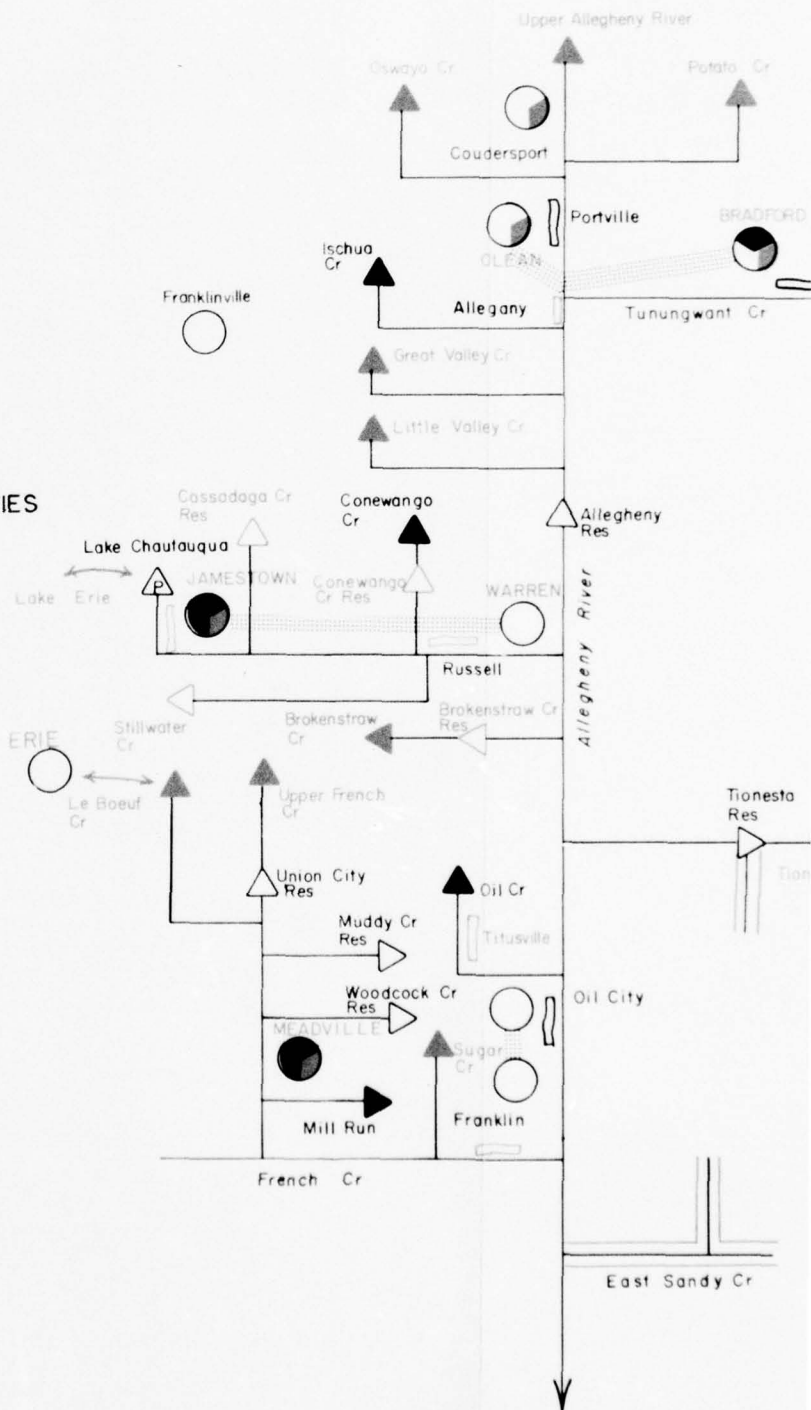 Upper Allegheny River
Oswayo Cr
Potato Cr
Coudersport
Portville
BRADFORD
OLEAN
Ischua
Cr
Allegany
Tunungwant Cr
Franklinville
Great Valley Cr
Little Valley Cr
IES
Cassadaga Cr
Res
Conewango
Cr
Allegheny
Res
Lake Chautauqua
Lake Erie
P
JAMESTOWN
Conewango
Cr Res
WARREN
Russell
Allegheny River
Stillwater
Cr
Brokenstraw
Cr
Brokenstraw Cr
Res
ERIE
Le Boeuf
Cr
Upper French
Cr
Tionesta
Res
Tion
Union City
Res
Oil Cr
Muddy Cr
Res
Titusville
Woodcock Cr
Res
Oil City
MEADVILLE
Sugar
Cr
Mill Run
Franklin
French Cr
East Sandy Cr